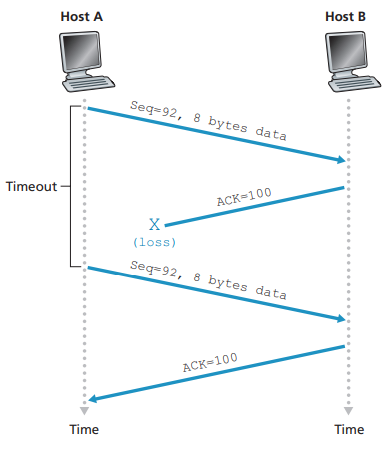 Host A
Host B
Seq=92, 8 bytes data
Timeout
ACK=100
X
(loss)
Seq=92, 8 bytes data
ACK=100
Time
Time